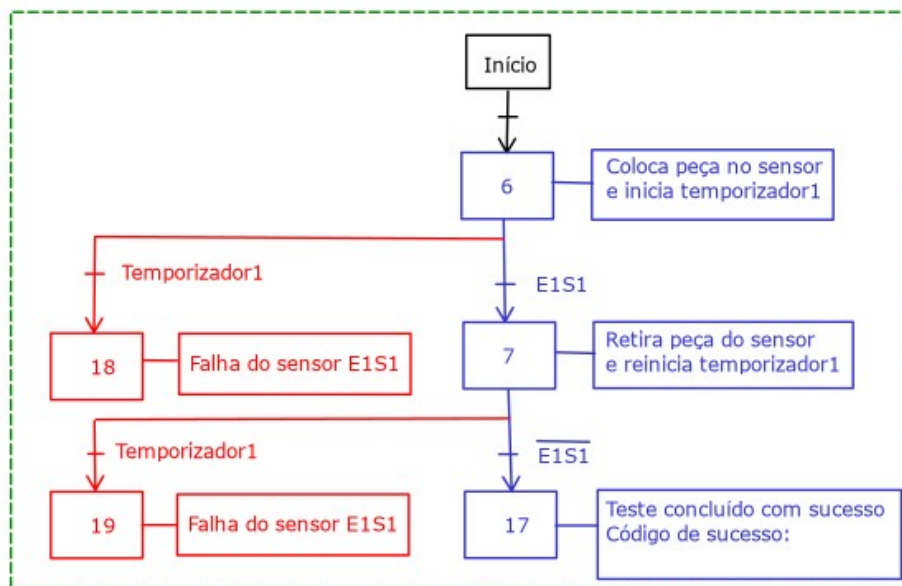 Início
6
Coloca peça no sensor
e inicia temporizador1
Temporizador1
E1S1
18
Falha do sensor E1S1
7
Retira peça do sensor
e reinicia temporizador1
Temporizador1
E1S1
19
Falha do sensor E1S1
17
Teste concluído com sucesso
Código de sucesso: